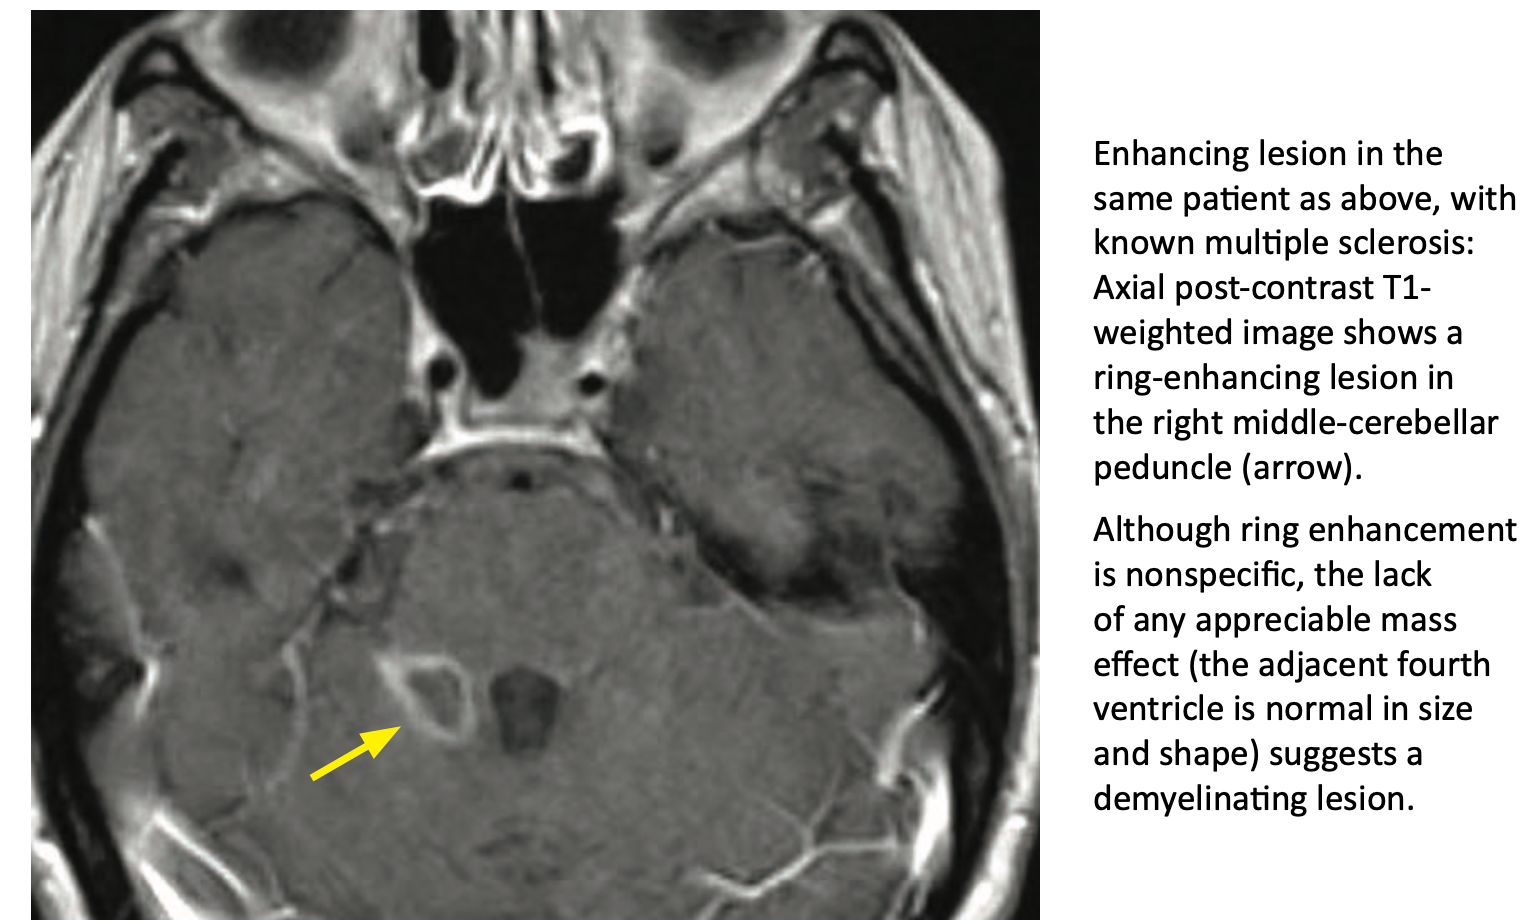 Enhancing lesion in the
same patient as above, with
known multiple sclerosis:
Axial post-contrast T1-
weighted image shows a
ring-enhancing lesion in
the right middle-cerebellar
peduncle (arrow).
Although ring enhancement
is nonspecific, the lack
of any appreciable mass
effect (the adjacent fourth
ventricle is normal in size
and shape) suggests a
demyelinating lesion.